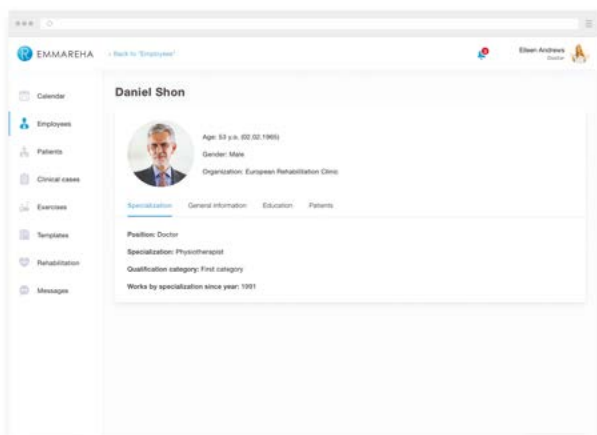 EMMAREHA
‹ Back to "Employees"
Eileen Andrews
Doctor
Calendar
Employees
Patients
Clinical cases
Exercises
Templates
Rehabilitation
Messages
Daniel Shon
Age: 53 y.o. (02.02.1965)
Gender: Male
Organization: European Rehabilitation Clinic
Specialization General information Education Patients
Position: Doctor
Specialization: Physiotherapist
Qualification category: First category
Works by specialization since year: 1991